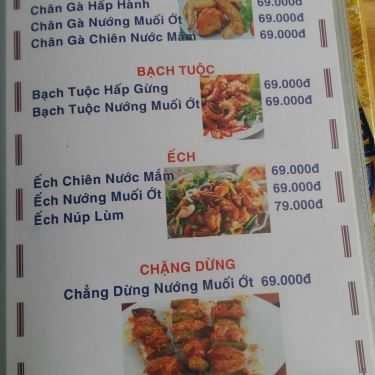 Chân Gà Hấp Hành 69.000đ
Chân Gà Nướng Muối Ớt 69.000đ
Chân Gà Chiên Nước Mắm 69.000đ
BẠCH TUỘC
Bạch Tuộc Hấp Gừng 69.000đ
Bạch Tuộc Nướng Muối Ớt 69.000đ
ẾCH
Ếch Chiên Nước Mắm 69.000đ
Ếch Nướng Muối Ớt 69.000đ
Ếch Núp Lùm 79.000đ
CHẶNG DỪNG
Chẳng Dừng Nướng Muối Ớt 69.000đ